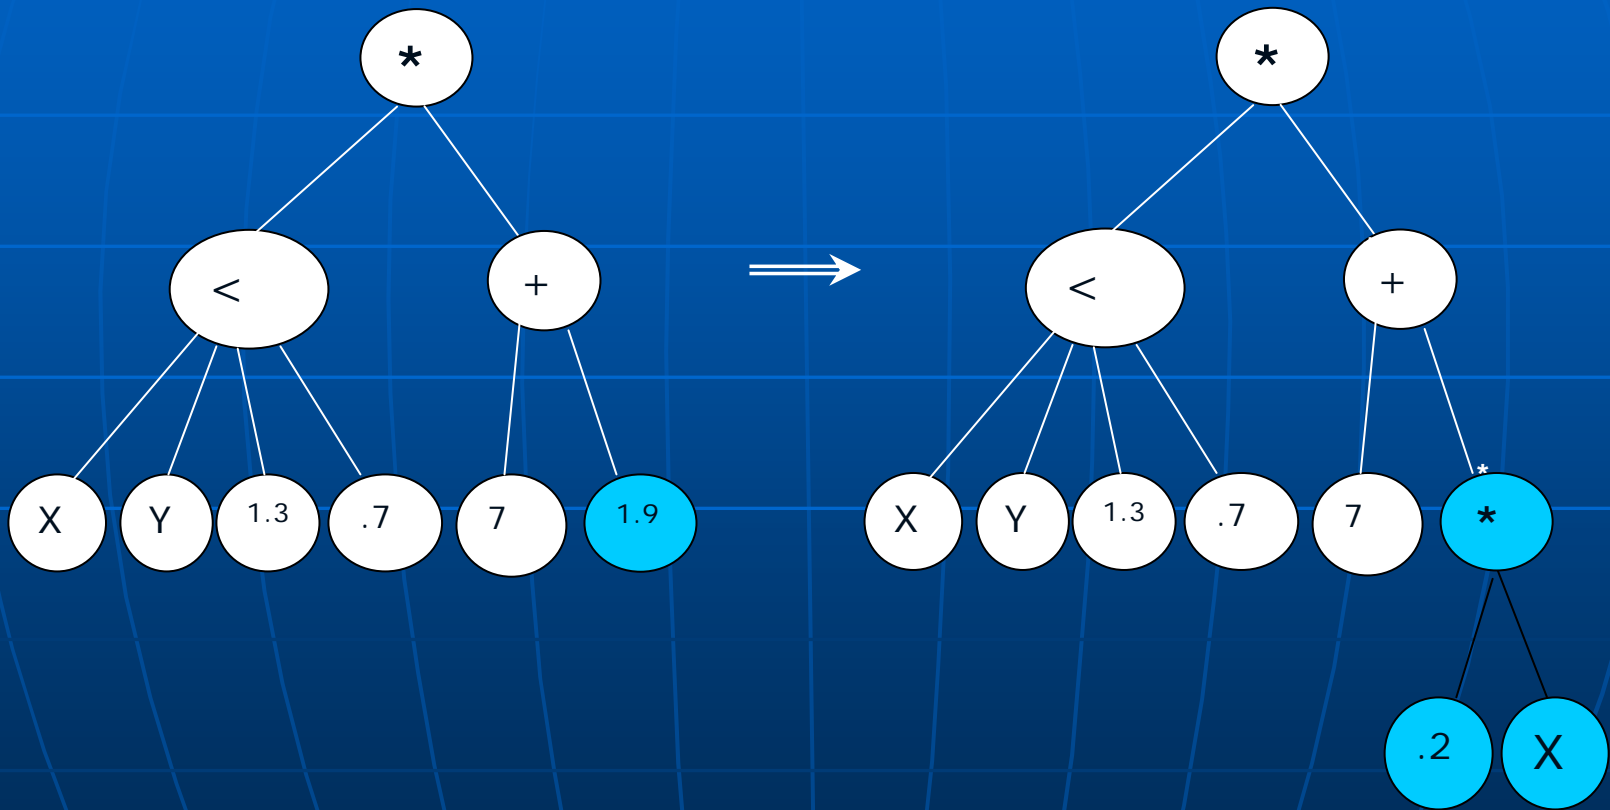 * *
< + < +
*
X Y 1.3 .7 7 1.9 X Y 1.3 .7 7 *
.2 X